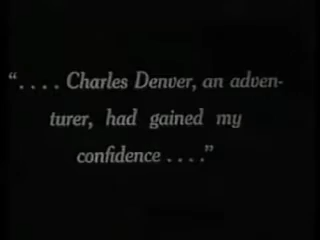 “. . . . Charles Denver, an adven-
turer, had gained my
confidence . . . .”